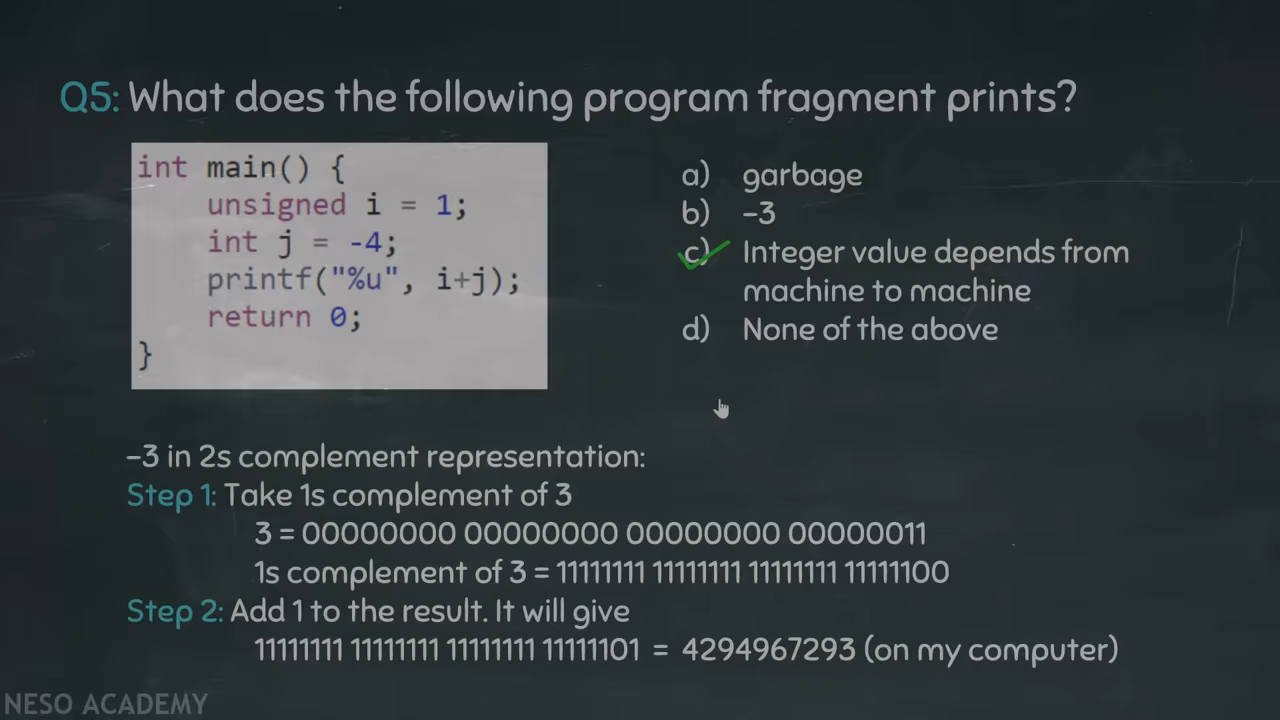 Q5: What does the following program fragment prints?
int main() {
unsigned i = 1;
int j = -4;
printf("%u", i+j);
return 0;
}
a) garbage
b) -3
c) Integer value depends from
machine to machine
d) None of the above
-3 in 2s complement representation:
Step 1: Take 1s complement of 3
3 = 00000000 00000000 00000000 00000011
1s complement of 3 = 11111111 11111111 11111111 11111100
Step 2: Add 1 to the result. It will give
11111111 11111111 11111111 11111101 = 4294967293 (on my computer)
NESO ACADEMY